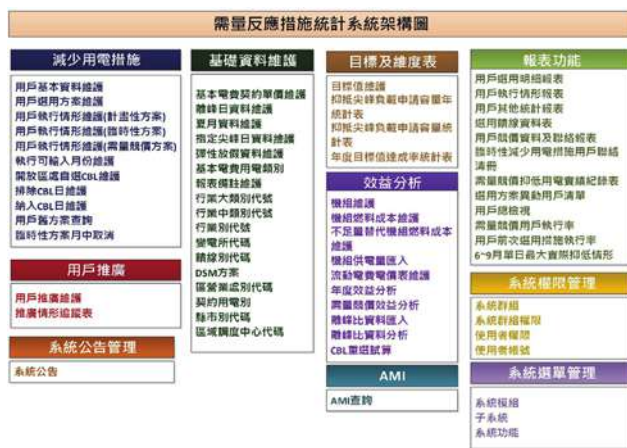 需量反應措施統計系統架構圖
減少用電措施
用戶基本資料維護
用戶選用方案維護
用戶執行情形維護(計畫性方案)
用戶執行情形維護(臨時性方案)
用戶執行情形維護(需量競價方案)
執行可輸入月份維護
開放區處自選CBL維護
排除CBL日維護
納入CBL日維護
用戶舊方案查詢
臨時性方案月中取消
用戶推廣
用戶推廣維護
推廣情形追蹤表
系統公告管理
系統公告
基礎資料維護
基本電費契約單價維護
離峰日資料維護
夏月資料維護
指定尖峰日資料維護
彈性放假資料維護
基本電費用電類別
報表備註維護
行業大類別代號
行業中類別代號
行業別代號
變電所代碼
饋線別代碼
DSM方案
區營業處別代碼
契約用電別
縣市別代碼
區域調度中心代碼
目標及維度表
目標值維護
抑低尖峰負載申請容量年
統計表
抑低尖峰負載申請容量統
計表
年度目標值達成率統計表
效益分析
機組維護
機組燃料成本維護
不足量替代機組燃料成本
維護
機組供電量匯入
流動電費電價表維護
年度效益分析
需量競價效益分析
離峰比資料匯入
離峰比資料分析
CBL重選試算
AMI
AMI查詢
報表功能
用戶選用明細報表
用戶執行情形報表
用戶其他統計報表
選用饋線資料表
用戶競價資料及聯絡報表
臨時性減少用電措施用戶聯絡
清冊
需量競價抑低用電實績紀錄表
選用方案異動用戶清單
用戶總檢視
需量競價用戶執行率
用戶前次選用措施執行率
6~9月單日最大實際抑低情形
系統權限管理
系統群組
系統群組權限
使用者權限
使用者帳號
系統選單管理
系統模組
子系統
系統功能